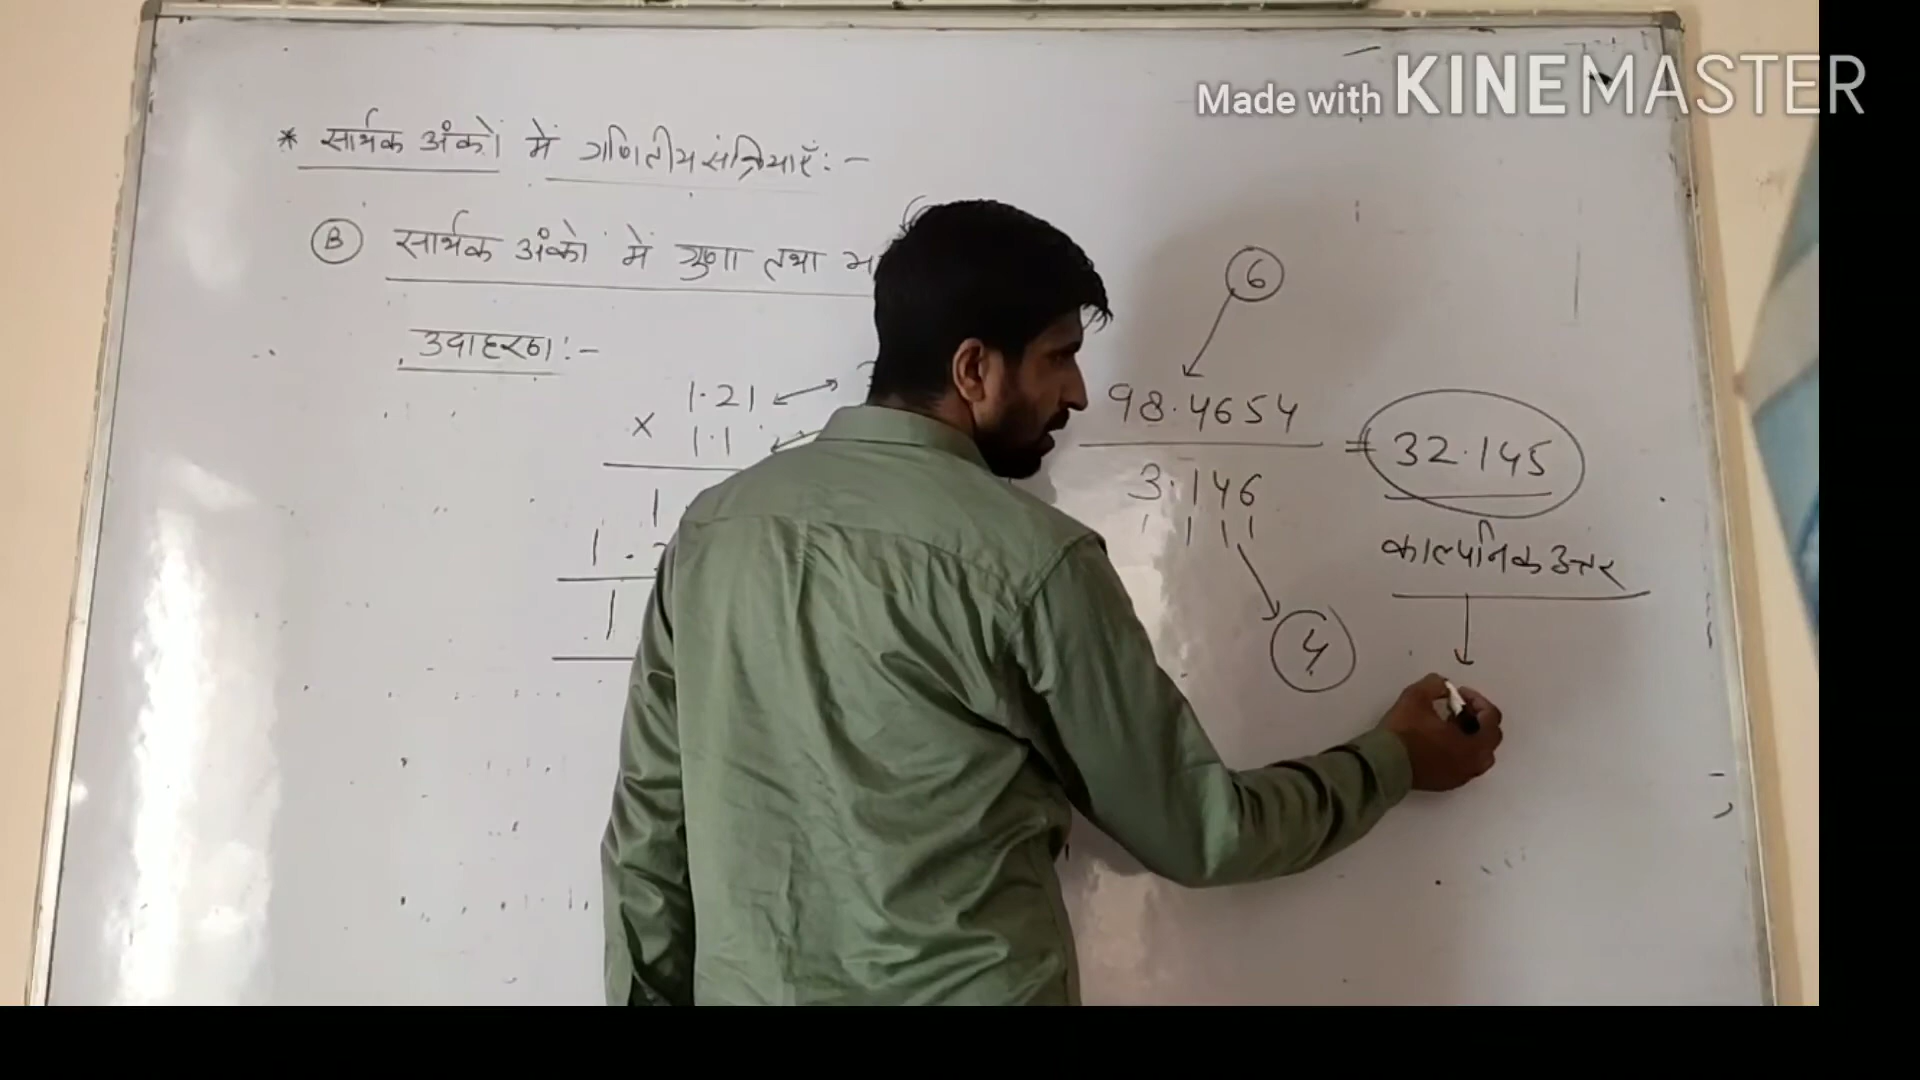 Made with KINEMASTER
* सार्थक अंकों में गणितीय संक्रियाएँ :-
B सार्थक अंको में गुणा तथा
उदाहरण :-
1.21
× 1.1
6
98.4654
3.146
= 32.145
काल्पनिक उत्तर
4